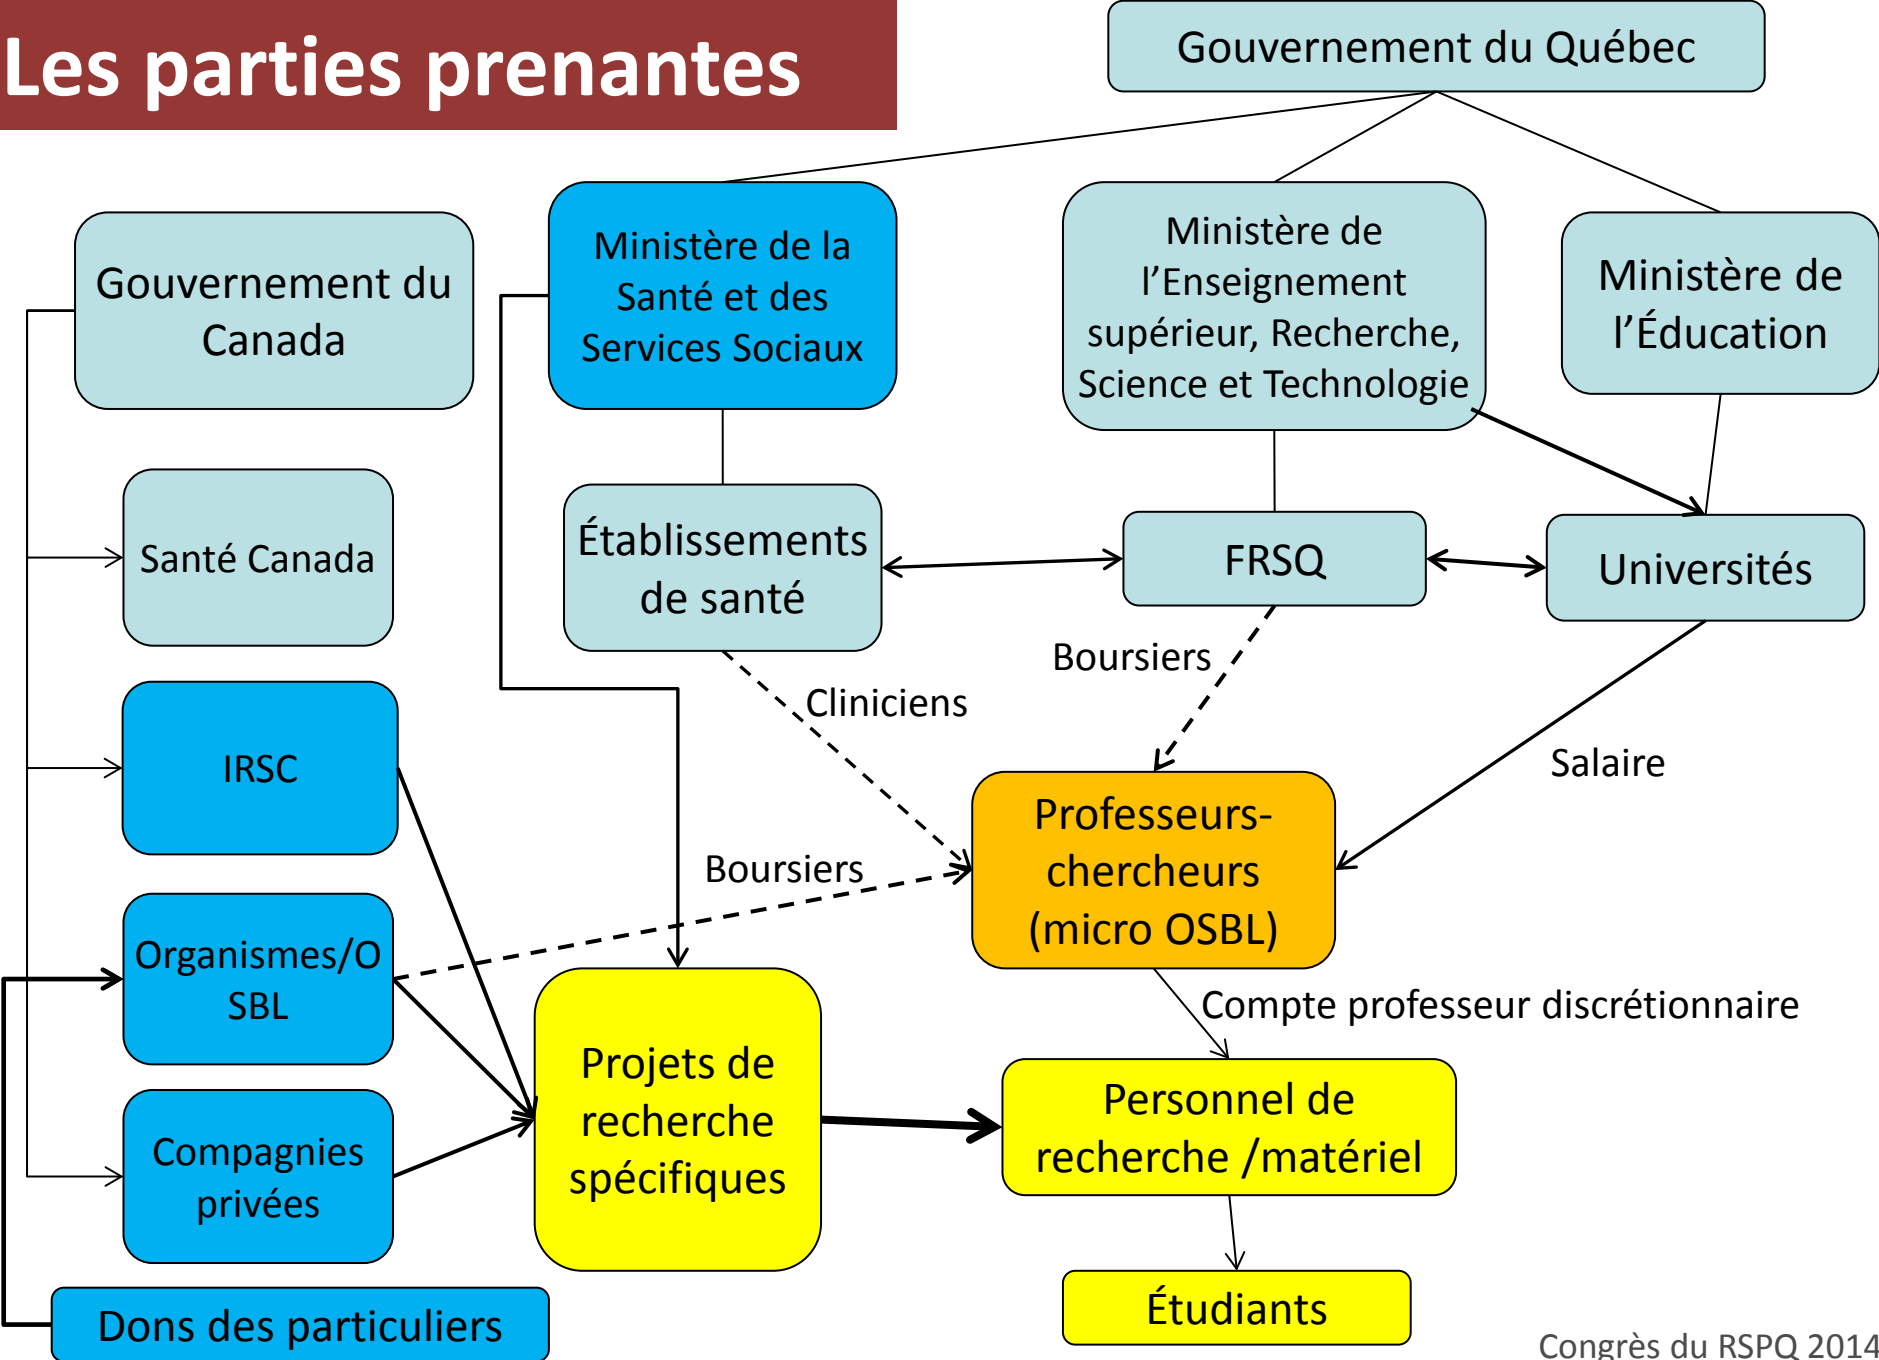 Les parties prenantes
Gouvernement du Québec
Gouvernement du
Canada
Ministère de la
Santé et des
Services Sociaux
Ministère de
l’Enseignement
supérieur, Recherche,
Science et Technologie
Ministère de
l’Éducation
Santé Canada
Établissements
de santé
FRSQ
Universités
Boursiers
Cliniciens
Salaire
IRSC
Professeurs-
chercheurs
(micro OSBL)
Boursiers
Organismes/O
SBL
Compte professeur discrétionnaire
Projets de
recherche
spécifiques
Personnel de
recherche /matériel
Compagnies
privées
Étudiants
Dons des particuliers
Congrès du RSPQ 2014